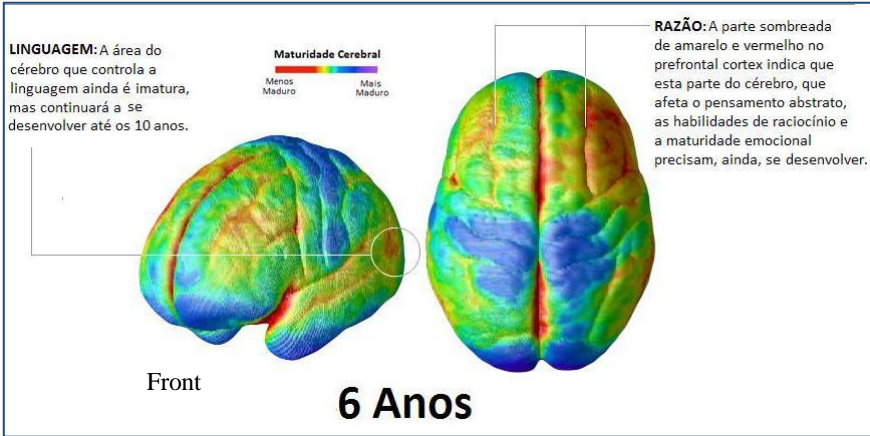 LINGUAGEM: A área do
cérebro que controla a
linguagem ainda é imatura,
mas continuará a se
desenvolver até os 10 anos.
Maturidade Cerebral
Menos
Maduro
Mais
Maduro
RAZÃO: A parte sombreada
de amarelo e vermelho no
prefrontal cortex indica que
esta parte do cérebro, que
afeta o pensamento abstrato,
as habilidades de raciocínio e
a maturidade emocional
precisam, ainda, se desenvolver.
Front
6 Anos